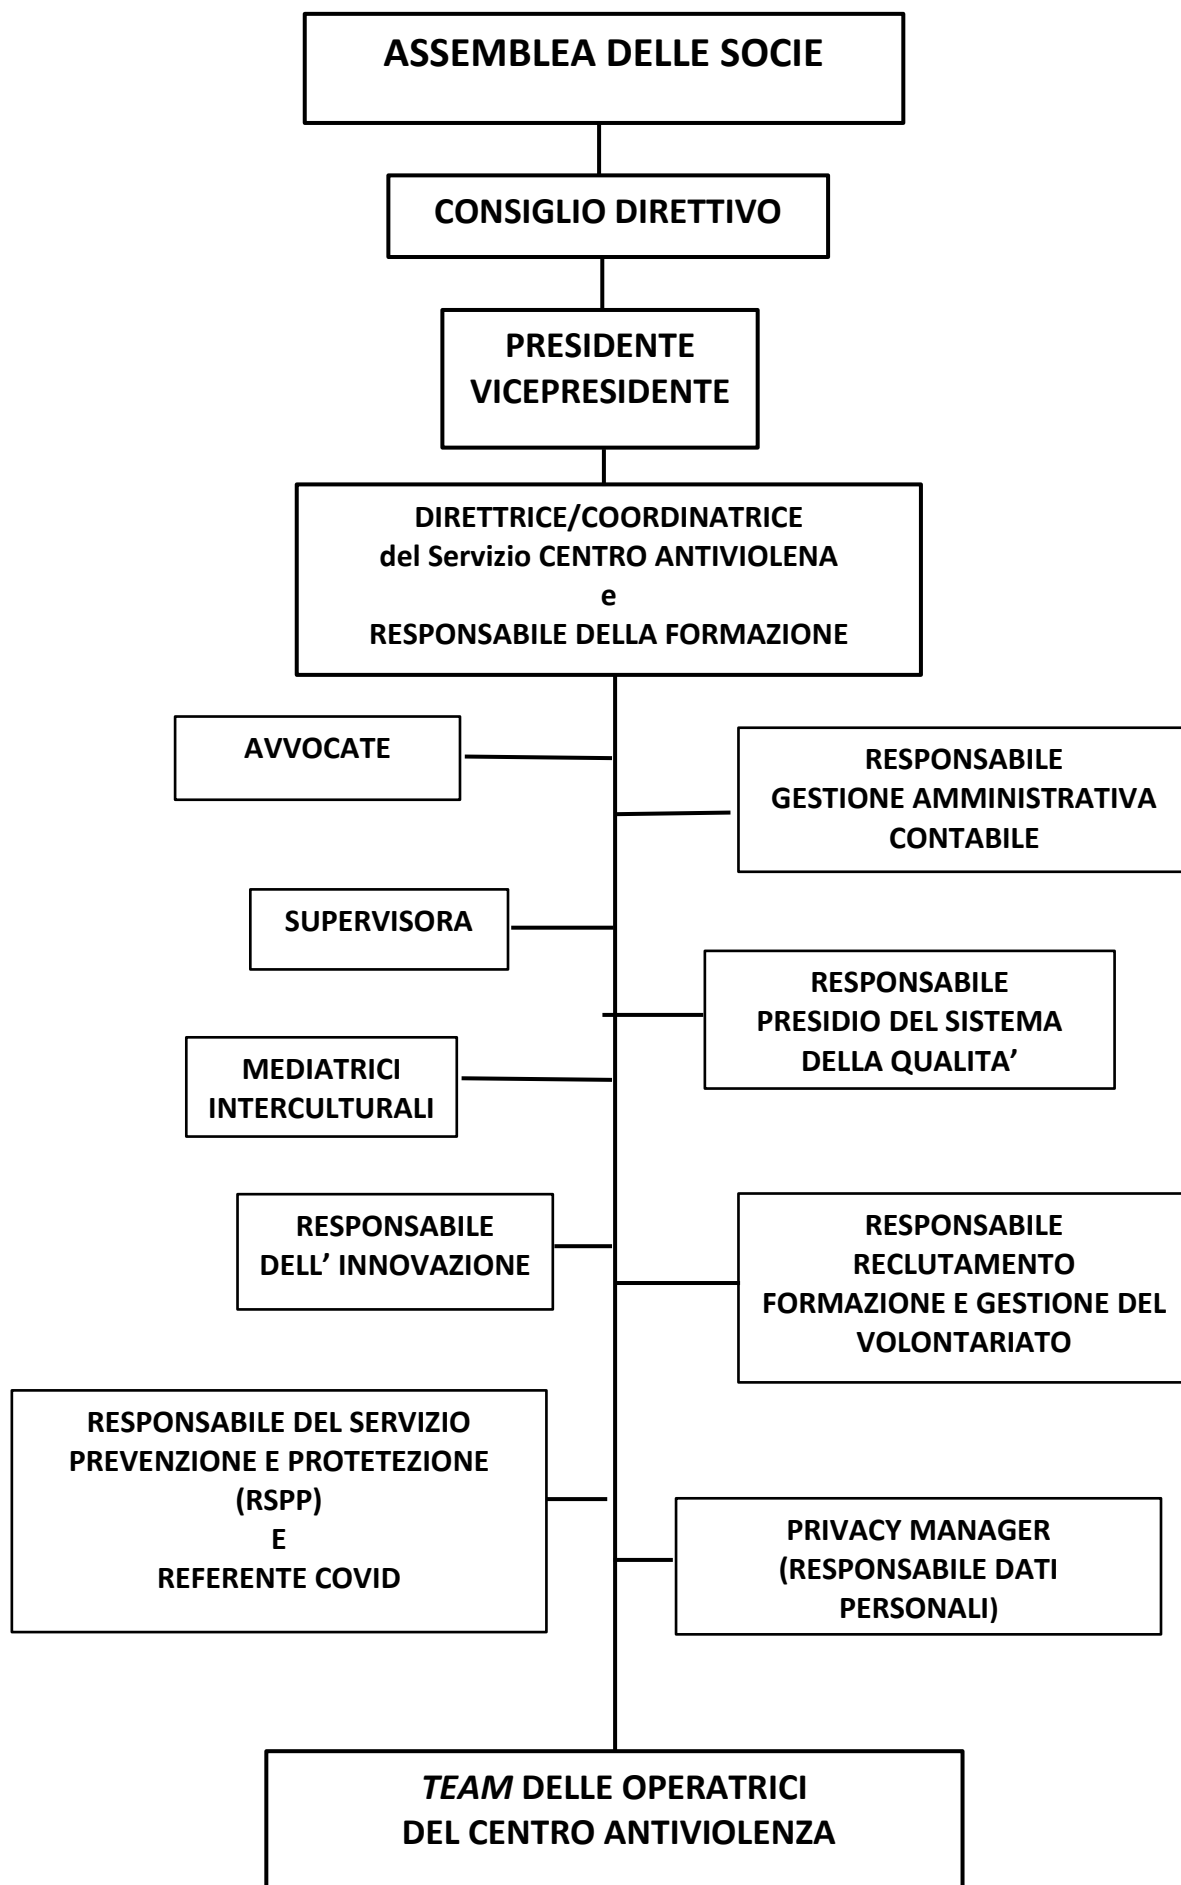 ASSEMBLEA DELLE SOCIE
CONSIGLIO DIRETTIVO
PRESIDENTE
VICEPRESIDENTE
DIRETTRICE/COORDINATRICE
del Servizio CENTRO ANTIVIOLENA
e
RESPONSABILE DELLA FORMAZIONE
AVVOCATE
RESPONSABILE
GESTIONE AMMINISTRATIVA
CONTABILE
SUPERVISORA
RESPONSABILE
PRESIDIO DEL SISTEMA
DELLA QUALITA’
MEDIATRICI
INTERCULTURALI
RESPONSABILE
DELL’ INNOVAZIONE
RESPONSABILE
RECLUTAMENTO
FORMAZIONE E GESTIONE DEL
VOLONTARIATO
RESPONSABILE DEL SERVIZIO
PREVENZIONE E PROTETEZIONE
(RSPP)
E
REFERENTE COVID
PRIVACY MANAGER
(RESPONSABILE DATI
PERSONALI)
TEAM DELLE OPERATRICI
DEL CENTRO ANTIVIOLENZA